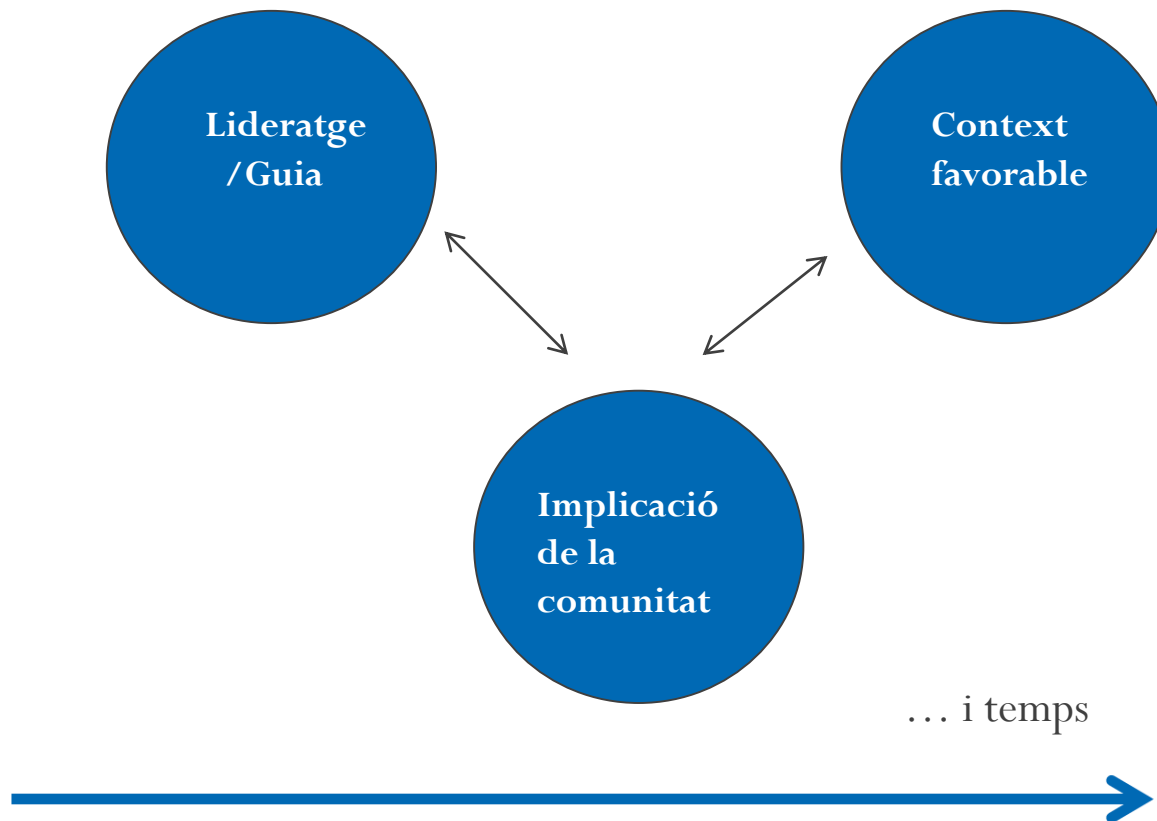 Lideratge
/Guia
Context
favorable
Implicació
de la
comunitat
… i temps